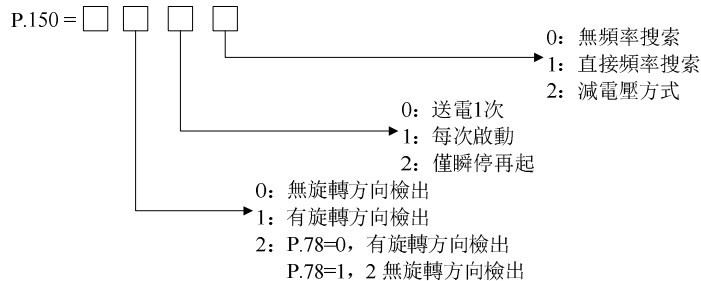 P.150 = □ □ □ □
0：無頻率搜索
1：直接頻率搜索
2：減電壓方式
0：送電1次
1：每次啟動
2：僅瞬停再起
0：無旋轉方向檢出
1：有旋轉方向檢出
2：P.78=0，有旋轉方向檢出
P.78=1，2 無旋轉方向檢出